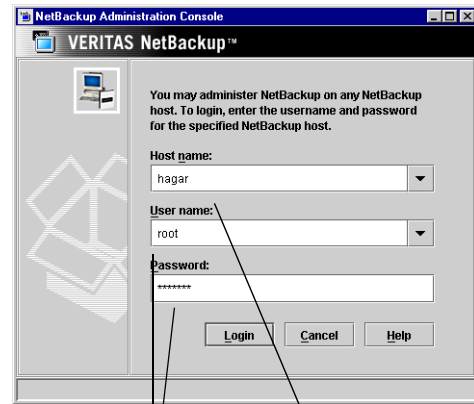 NetBackup Administration Console
VERITAS NetBackup™
You may administer NetBackup on any NetBackup
host. To login, enter the username and password
for the specified NetBackup host.
Host name:
hagar
User name:
root
Password:
*******
Login Cancel Help